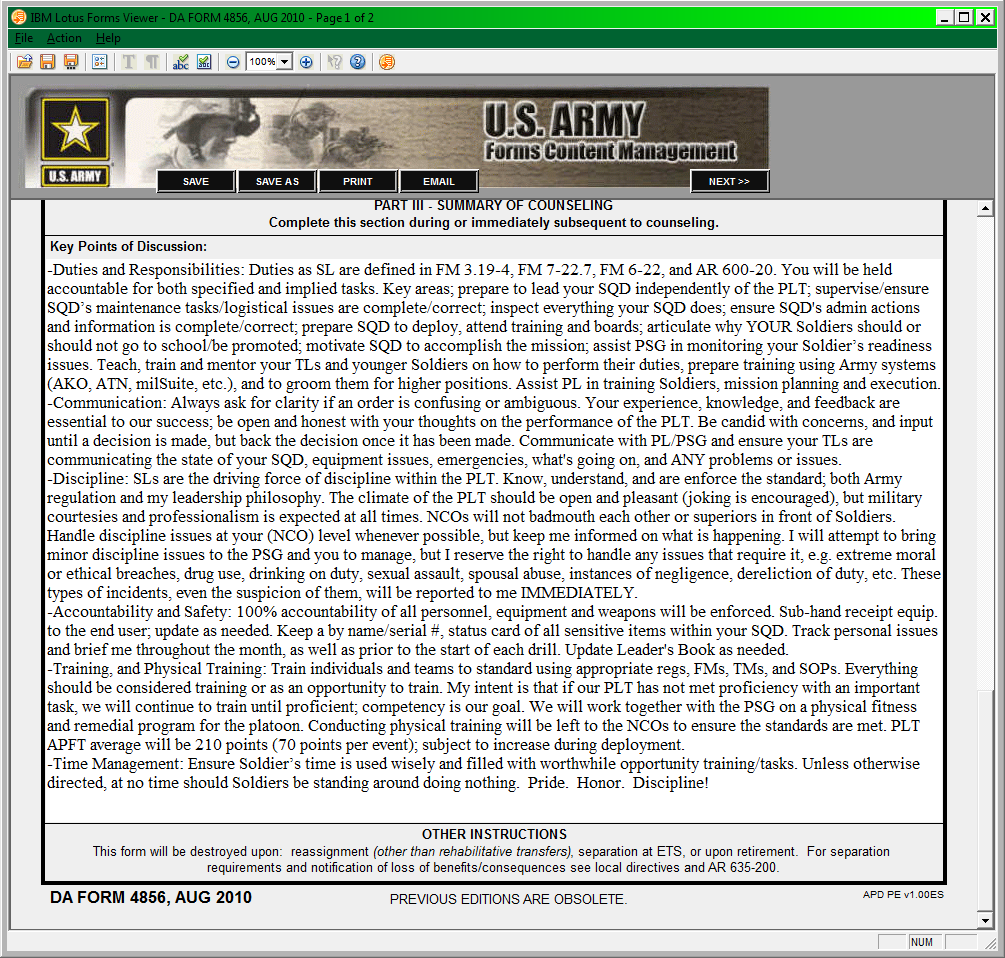 IBM Lotus Forms Viewer - DA FORM 4856, AUG 2010 - Page 1 of 2
File Action Help
100%
U.S. ARMY
Forms Content Management
U.S. ARMY
SAVE SAVE AS PRINT EMAIL NEXT >>
PART III - SUMMARY OF COUNSELING
Complete this section during or immediately subsequent to counseling.
Key Points of Discussion:
-Duties and Responsibilities: Duties as SL are defined in FM 3.19-4, FM 7-22.7, FM 6-22, and AR 600-20. You will be held
accountable for both specified and implied tasks. Key areas; prepare to lead your SQD independently of the PLT; supervise/ensure
SQD's maintenance tasks/logistical issues are complete/correct; inspect everything your SQD does; ensure SQD's admin actions
and information is complete/correct; prepare SQD to deploy, attend training and boards; articulate why YOUR Soldiers should or
should not go to school/be promoted; motivate SQD to accomplish the mission; assist PSG in monitoring your Soldier's readiness
issues. Teach, train and mentor your TLs and younger Soldiers on how to perform their duties, prepare training using Army systems
(AKO, ATN, milSuite, etc.), and to groom them for higher positions. Assist PL in training Soldiers, mission planning and execution.
-Communication: Always ask for clarity if an order is confusing or ambiguous. Your experience, knowledge, and feedback are
essential to our success; be open and honest with your thoughts on the performance of the PLT. Be candid with concerns, and input
until a decision is made, but back the decision once it has been made. Communicate with PL/PSG and ensure your TLs are
communicating the state of your SQD, equipment issues, emergencies, what's going on, and ANY problems or issues.
-Discipline: SLs are the driving force of discipline within the PLT. Know, understand, and are enforce the standard; both Army
regulation and my leadership philosophy. The climate of the PLT should be open and pleasant (joking is encouraged), but military
courtesies and professionalism is expected at all times. NCOs will not badmouth each other or superiors in front of Soldiers.
Handle discipline issues at your (NCO) level whenever possible, but keep me informed on what is happening. I will attempt to bring
minor discipline issues to the PSG and you to manage, but I reserve the right to handle any issues that require it, e.g. extreme moral
or ethical breaches, drug use, drinking on duty, sexual assault, spousal abuse, instances of negligence, dereliction of duty, etc. These
types of incidents, even the suspicion of them, will be reported to me IMMEDIATELY.
-Accountability and Safety: 100% accountability of all personnel, equipment and weapons will be enforced. Sub-hand receipt equip.
to the end user; update as needed. Keep a by name/serial #, status card of all sensitive items within your SQD. Track personal issues
and brief me throughout the month, as well as prior to the start of each drill. Update Leader's Book as needed.
-Training, and Physical Training: Train individuals and teams to standard using appropriate regs, FMs, TMs, and SOPs. Everything
should be considered training or as an opportunity to train. My intent is that if our PLT has not met proficiency with an important
task, we will continue to train until proficient; competency is our goal. We will work together with the PSG on a physical fitness
and remedial program for the platoon. Conducting physical training will be left to the NCOs to ensure the standards are met. PLT
APFT average will be 210 points (70 points per event); subject to increase during deployment.
-Time Management: Ensure Soldier's time is used wisely and filled with worthwhile opportunity training/tasks. Unless otherwise
directed, at no time should Soldiers be standing around doing nothing. Pride. Honor. Discipline!
OTHER INSTRUCTIONS
This form will be destroyed upon: reassignment (other than rehabilitative transfers), separation at ETS, or upon retirement. For separation
requirements and notification of loss of benefits/consequences see local directives and AR 635-200.
DA FORM 4856, AUG 2010 PREVIOUS EDITIONS ARE OBSOLETE. APD PE v1.00ES
NUM